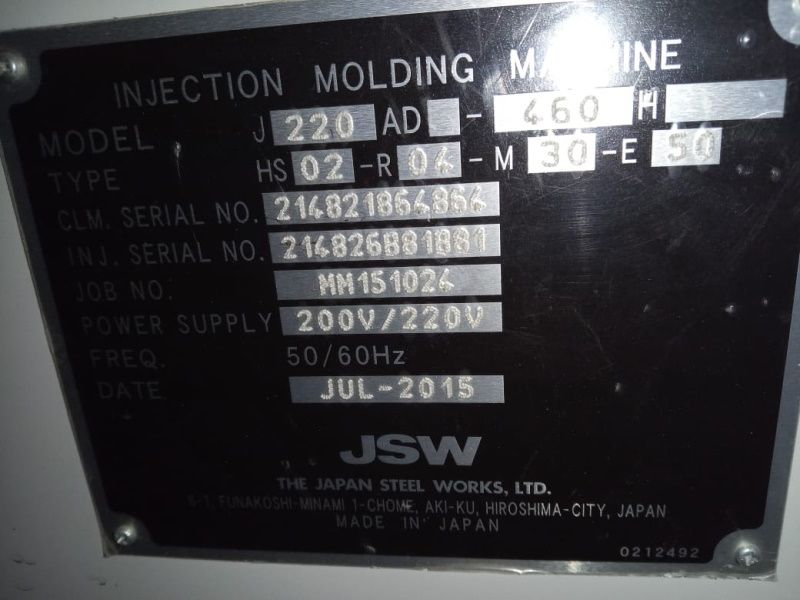 INJECTION MOLDING MACHINE
MODEL J 220 AD - 460 H
TYPE HS 02 -R 04 -M 30 -E 50
CLM. SERIAL NO. 214821864864
INJ. SERIAL NO. 214826881881
JOB NO. MM151024
POWER SUPPLY 200V/220V
FREQ. 50/60Hz
DATE JUL-2015
JSW
THE JAPAN STEEL WORKS, LTD.
6-1, FUNAKOSHI-MINAMI 1-CHOME, AKI-KU, HIROSHIMA-CITY, JAPAN
MADE IN JAPAN
0212492